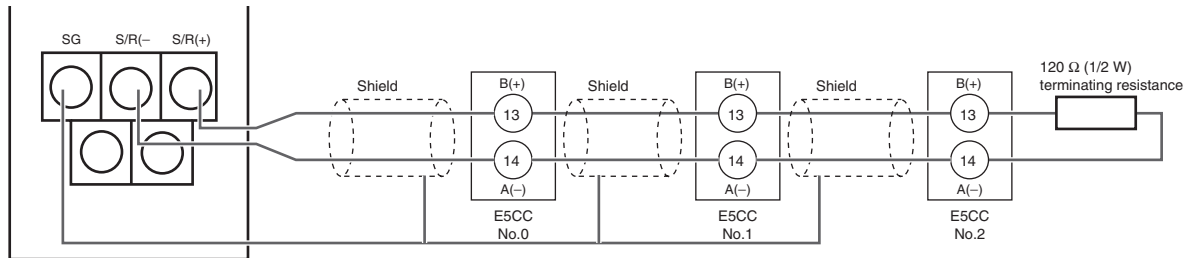 SG S/R(– S/R(+)
Shield
B(+)
13
14
A(–)
E5CC
No.0
Shield
B(+)
13
14
A(–)
E5CC
No.1
Shield
B(+)
13
14
A(–)
E5CC
No.2
120 Ω (1/2 W)
terminating resistance